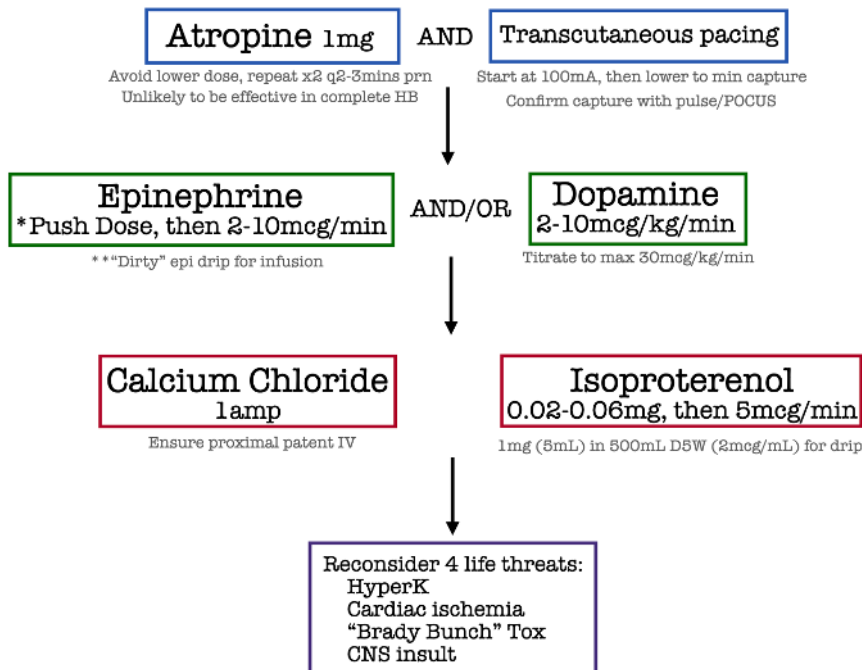 Atropine 1mg AND Transcutaneous pacing
Avoid lower dose, repeat x2 q2-3mins prn
Unlikely to be effective in complete HB
Start at 100mA, then lower to min capture
Confirm capture with pulse/POCUS
Epinephrine
*Push Dose, then 2-10mcg/min
**"Dirty" epi drip for infusion
AND/OR
Dopamine
2-10mcg/kg/min
Titrate to max 30mcg/kg/min
Calcium Chloride
1amp
Ensure proximal patent IV
Isoproterenol
0.02-0.06mg, then 5mcg/min
1mg (5mL) in 500mL D5W (2mcg/mL) for drip
Reconsider 4 life threats:
HyperK
Cardiac ischemia
"Brady Bunch" Tox
CNS insult